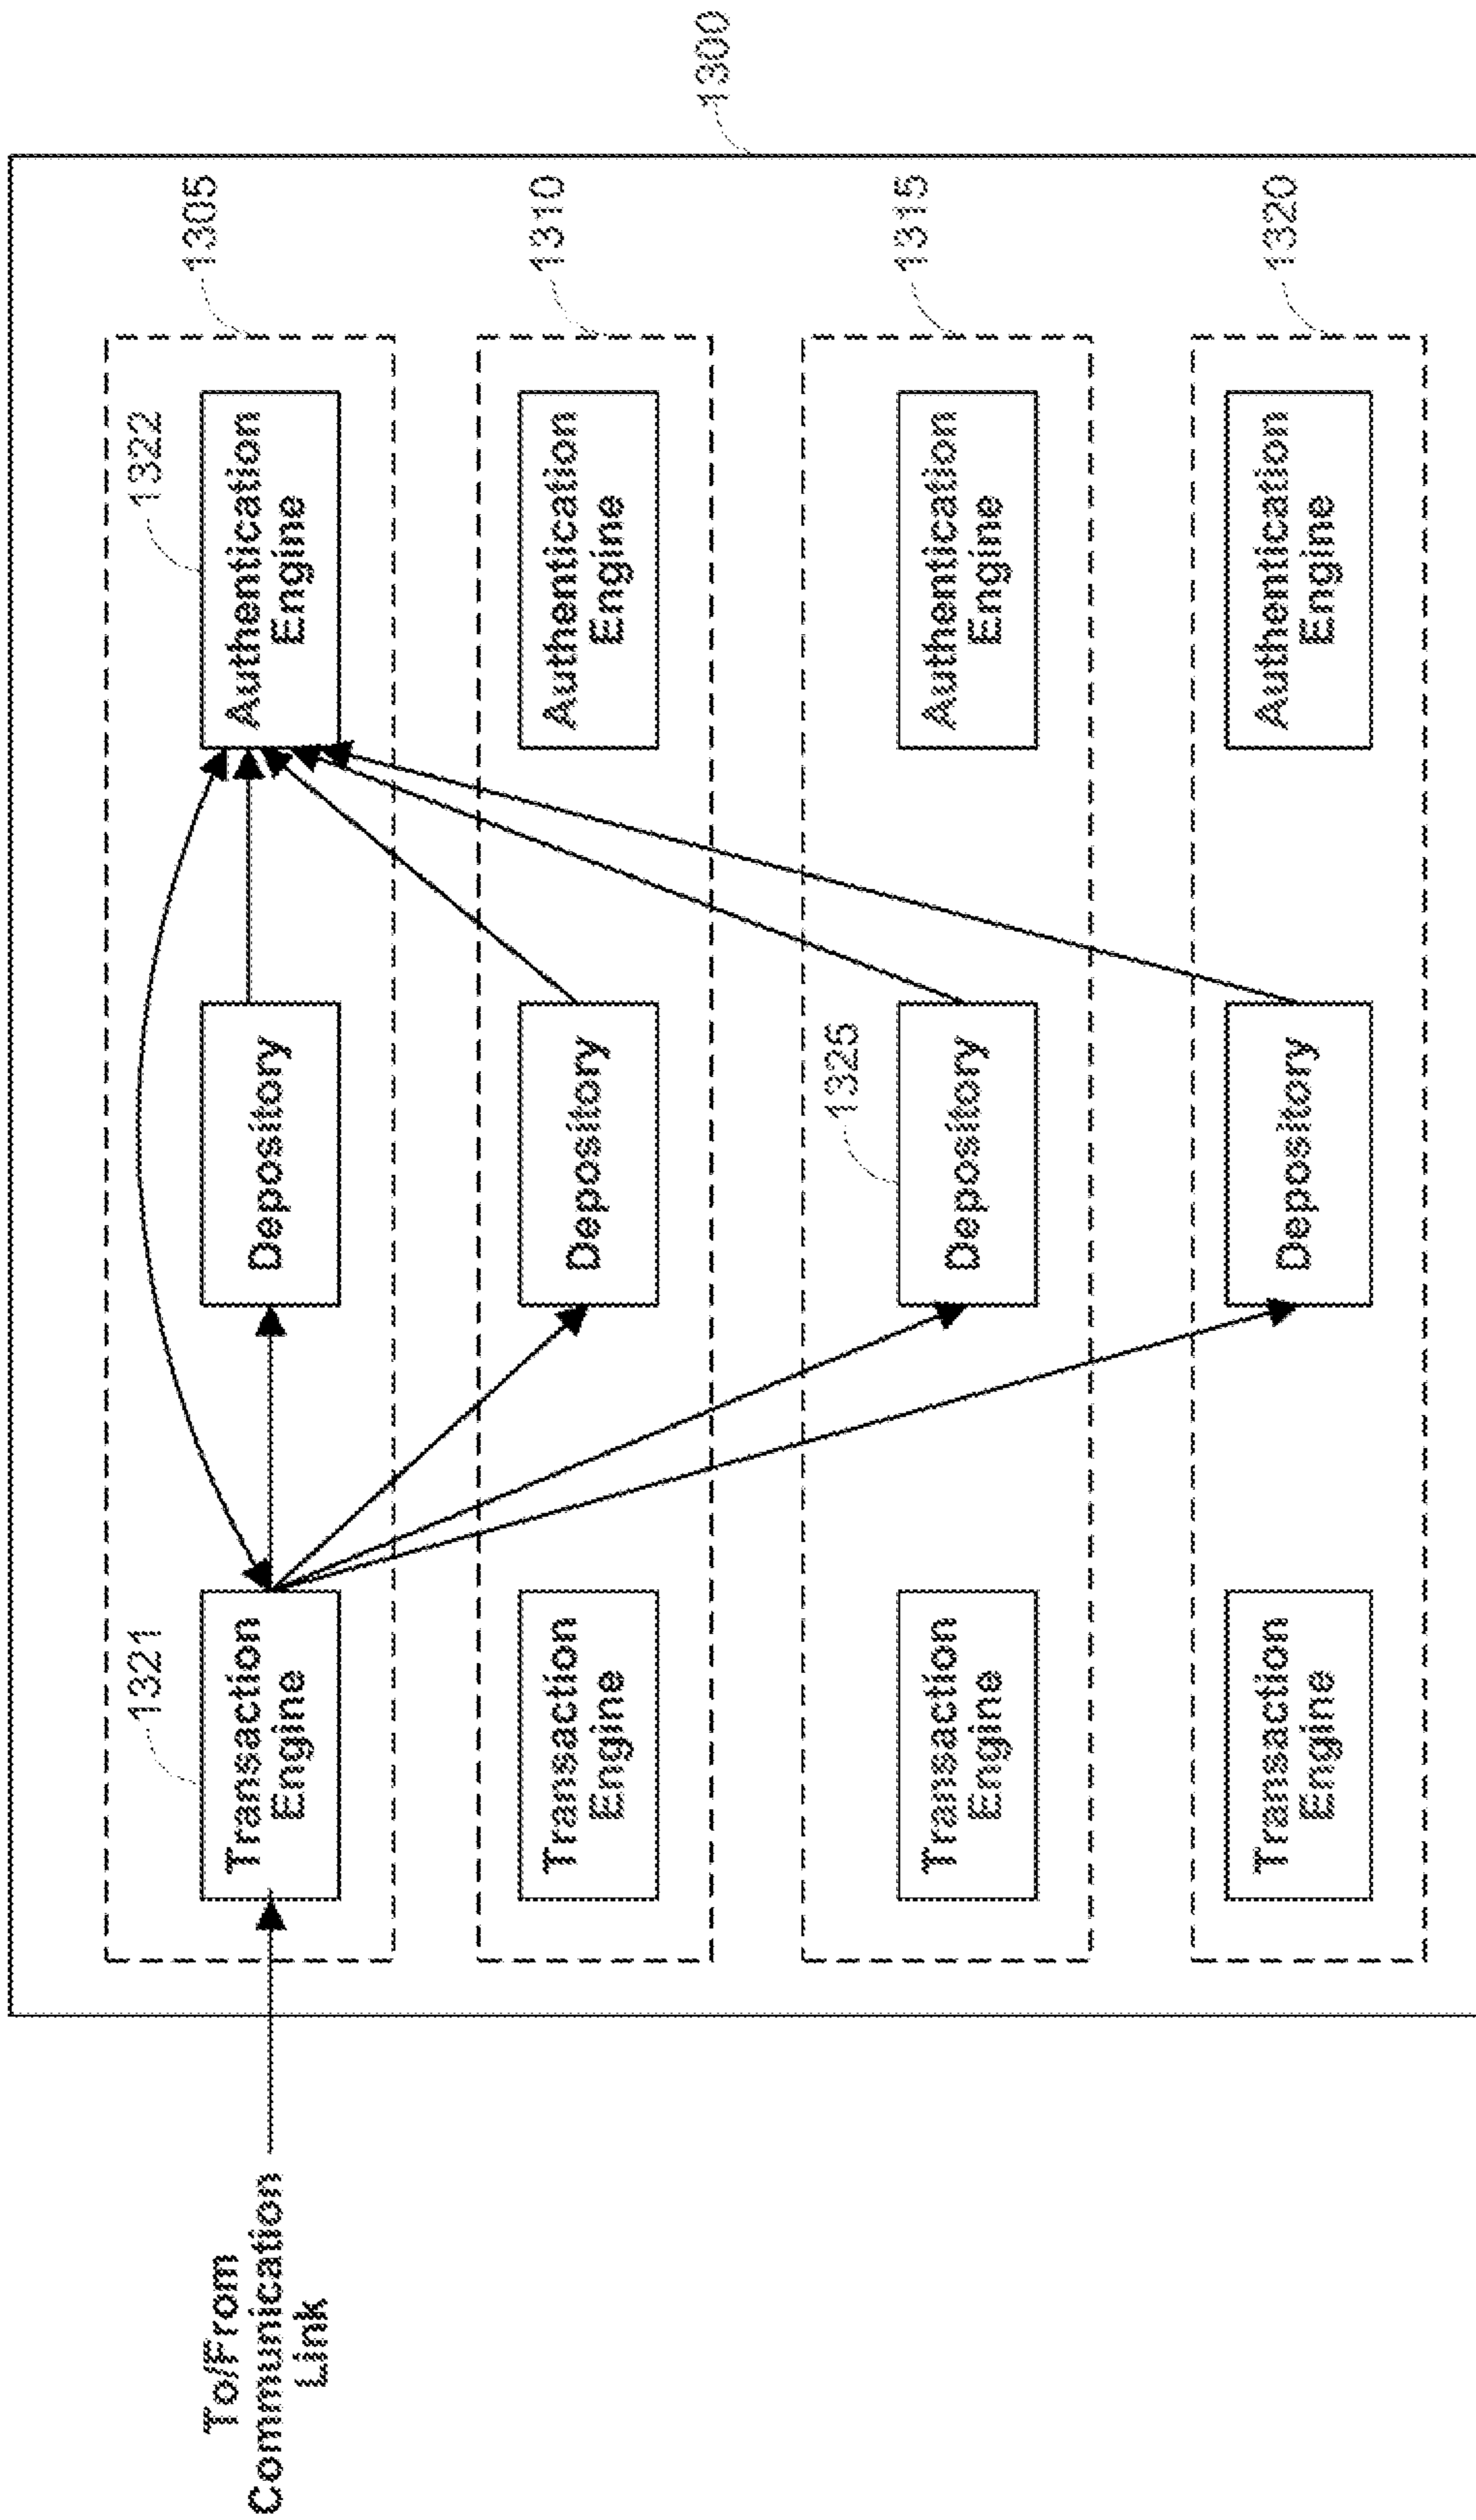 1300
To/From
Communication
Link
1305
1321
Transaction
Engine
Depository
1322
Authentication
Engine
1310
Transaction
Engine
Depository
Authentication
Engine
1315
Transaction
Engine
1325
Depository
Authentication
Engine
1320
Transaction
Engine
Depository
Authentication
Engine